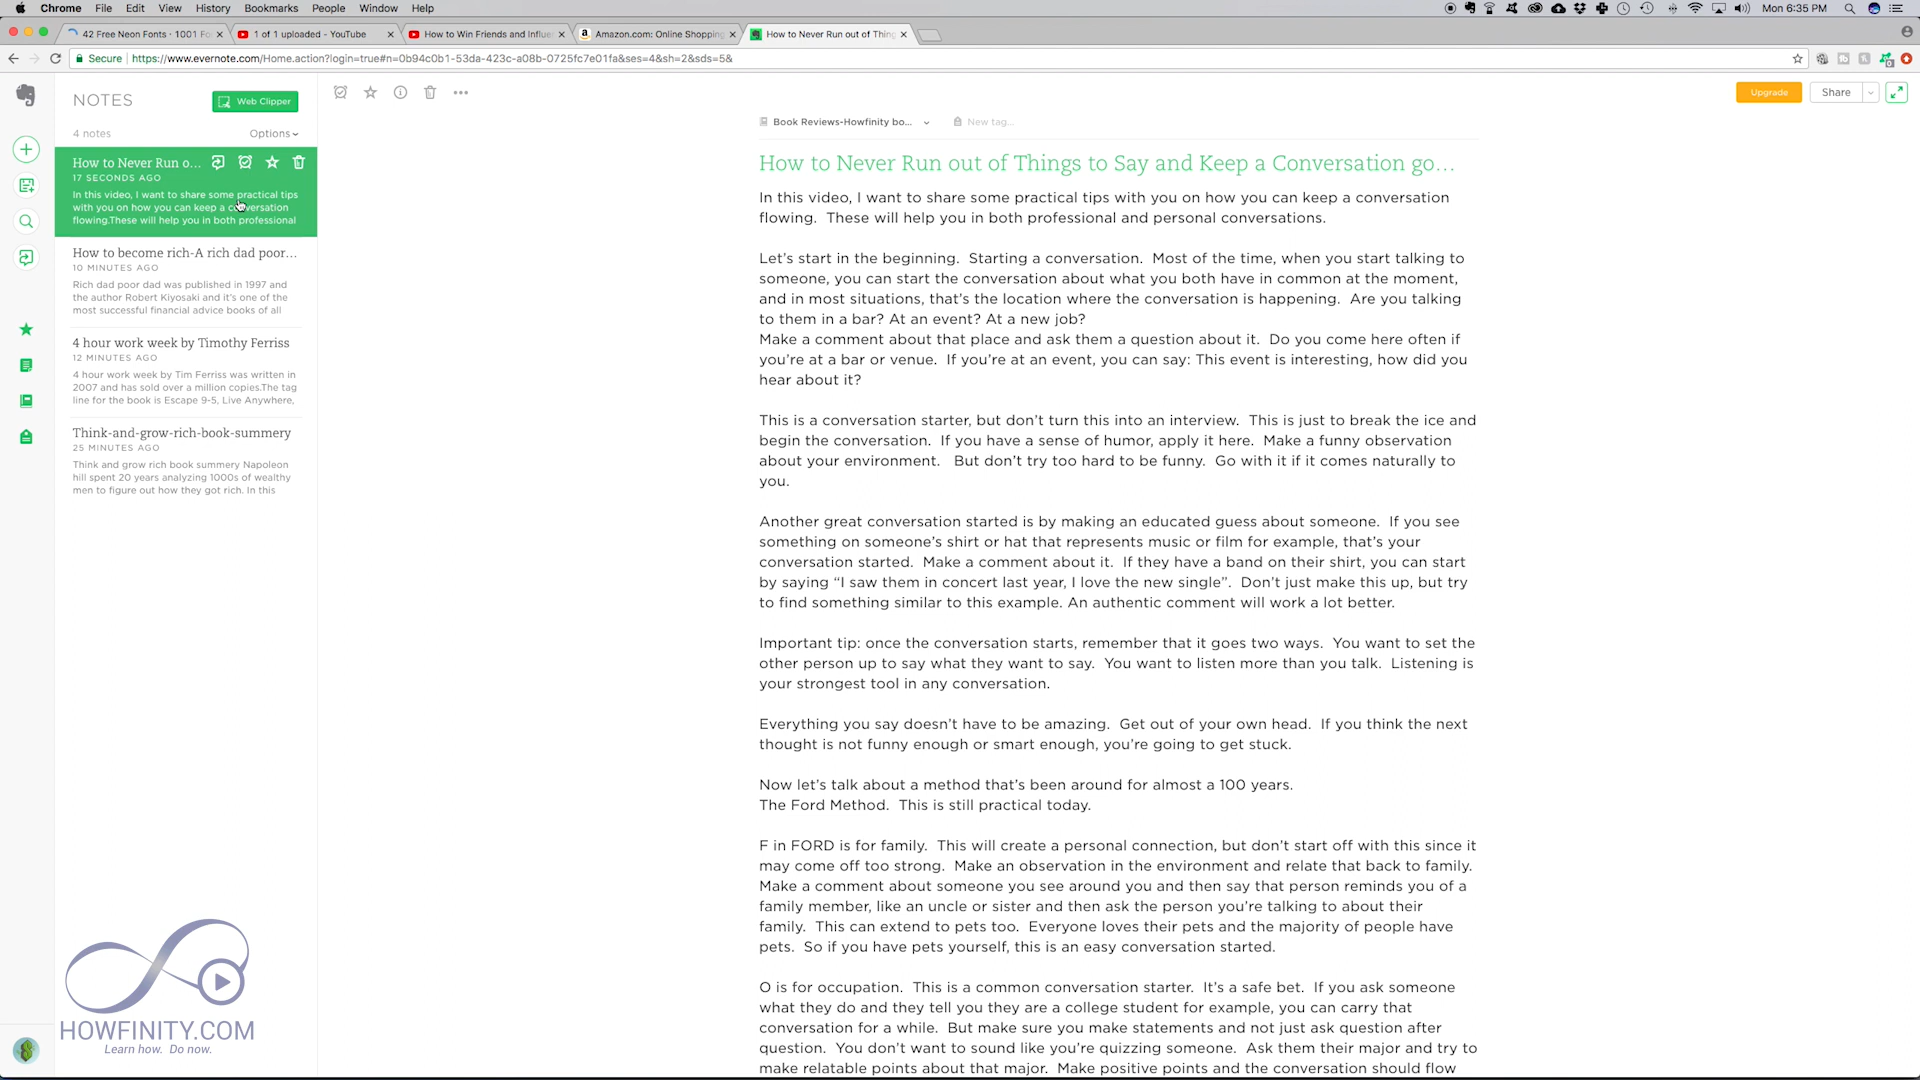 Chrome File Edit View History Bookmarks People Window Help Mon 6:35 PM
42 Free Neon Fonts · 1001 Fo
1 of 1 uploaded - YouTube
How to Win Friends and Influe
Amazon.com: Online Shopping
How to Never Run out of Thing
Secure https://www.evernote.com/Home.action?login=true#n=0b94c0b1-53da-423c-a08b-0725fc7e01fa&ses=4&sh=2&sds=5&
NOTES
Web Clipper
4 notes
Options
How to Never Run o...
17 SECONDS AGO
In this video, I want to share some practical tips
with you on how you can keep a conversation
flowing.These will help you in both professional
How to become rich-A rich dad poor...
10 MINUTES AGO
Rich dad poor dad was published in 1997 and
the author Robert Kiyosaki and it's one of the
most successful financial advice books of all
4 hour work week by Timothy Ferriss
12 MINUTES AGO
4 hour work week by Tim Ferriss was written in
2007 and has sold over a million copies.The tag
line for the book is Escape 9-5, Live Anywhere,
Think-and-grow-rich-book-summery
25 MINUTES AGO
Think and grow rich book summery Napoleon
hill spent 20 years analyzing 1000s of wealthy
men to figure out how they got rich. In this
HOWFINITY.COM
Learn how. Do now.
Upgrade
Share
Book Reviews-Howfinity bo...
New tag...
How to Never Run out of Things to Say and Keep a Conversation go...
In this video, I want to share some practical tips with you on how you can keep a conversation
flowing. These will help you in both professional and personal conversations.
Let's start in the beginning. Starting a conversation. Most of the time, when you start talking to
someone, you can start the conversation about what you both have in common at the moment,
and in most situations, that's the location where the conversation is happening. Are you talking
to them in a bar? At an event? At a new job?
Make a comment about that place and ask them a question about it. Do you come here often if
you're at a bar or venue. If you're at an event, you can say: This event is interesting, how did you
hear about it?
This is a conversation starter, but don't turn this into an interview. This is just to break the ice and
begin the conversation. If you have a sense of humor, apply it here. Make a funny observation
about your environment. But don't try too hard to be funny. Go with it if it comes naturally to
you.
Another great conversation started is by making an educated guess about someone. If you see
something on someone's shirt or hat that represents music or film for example, that's your
conversation started. Make a comment about it. If they have a band on their shirt, you can start
by saying “I saw them in concert last year, I love the new single”. Don't just make this up, but try
to find something similar to this example. An authentic comment will work a lot better.
Important tip: once the conversation starts, remember that it goes two ways. You want to set the
other person up to say what they want to say. You want to listen more than you talk. Listening is
your strongest tool in any conversation.
Everything you say doesn't have to be amazing. Get out of your own head. If you think the next
thought is not funny enough or smart enough, you're going to get stuck.
Now let's talk about a method that's been around for almost a 100 years.
The Ford Method. This is still practical today.
F in FORD is for family. This will create a personal connection, but don't start off with this since it
may come off too strong. Make an observation in the environment and relate that back to family.
Make a comment about someone you see around you and then say that person reminds you of a
family member, like an uncle or sister and then ask the person you're talking to about their
family. This can extend to pets too. Everyone loves their pets and the majority of people have
pets. So if you have pets yourself, this is an easy conversation started.
O is for occupation. This is a common conversation starter. It's a safe bet. If you ask someone
what they do and they tell you they are a college student for example, you can carry that
conversation for a while. But make sure you make statements and not just ask question after
question. You don't want to sound like you're quizzing someone. Ask them their major and try to
make relatable points about that major. Make positive points and the conversation should flow